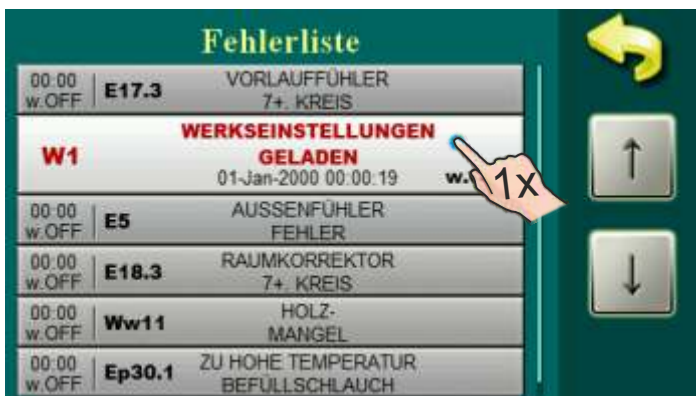 Fehlerliste
00:00 E17.3 VORLAUFFÜHLER
w.OFF 7+. KREIS
WERKSEINSTELLUNGEN
W1 GELADEN
01-Jan-2000 00:00:19 w.
1x
00:00 E5 AUSSENFÜHLER
w.OFF FEHLER
00:00 E18.3 RAUMKORREKTOR
w.OFF 7+. KREIS
00:00 Ww11 HOLZ-
w.OFF MANGEL
00:00 Ep30.1 ZU HOHE TEMPERATUR
w.OFF BEFÜLLSCHLAUCH